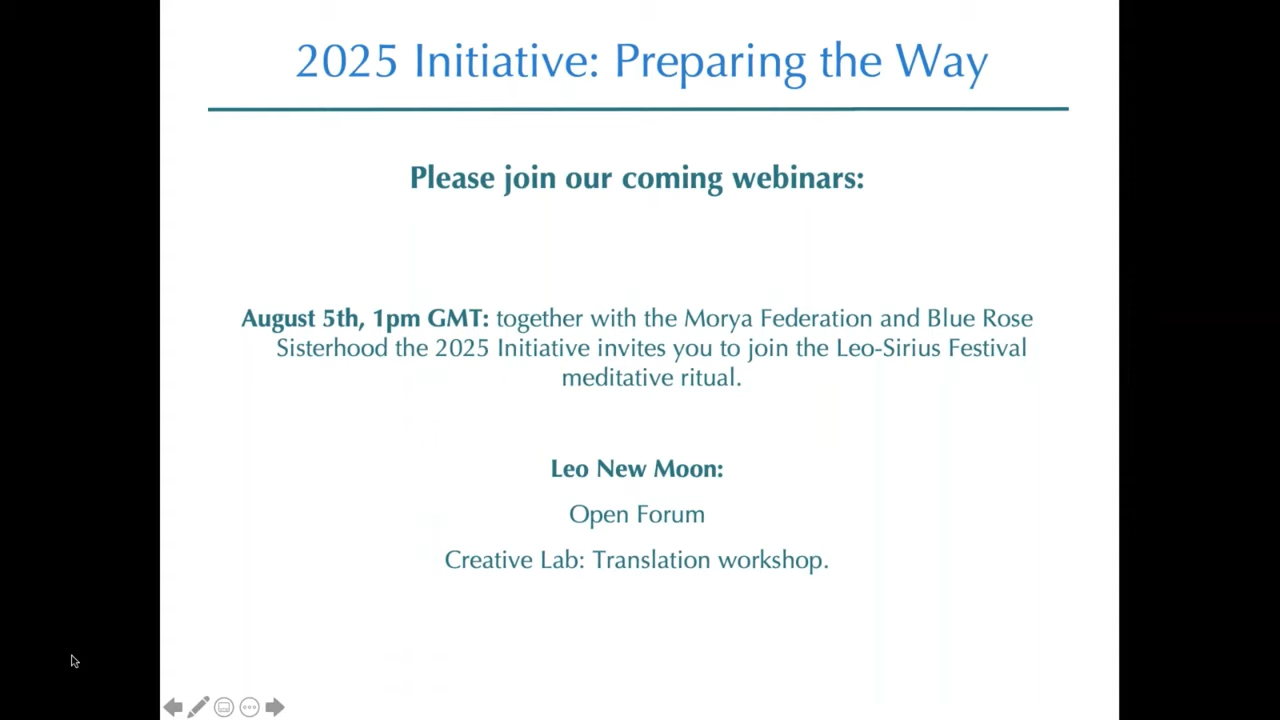 2025 Initiative: Preparing the Way
Please join our coming webinars:
August 5th, 1pm GMT: together with the Morya Federation and Blue Rose
Sisterhood the 2025 Initiative invites you to join the Leo-Sirius Festival
meditative ritual.
Leo New Moon:
Open Forum
Creative Lab: Translation workshop.